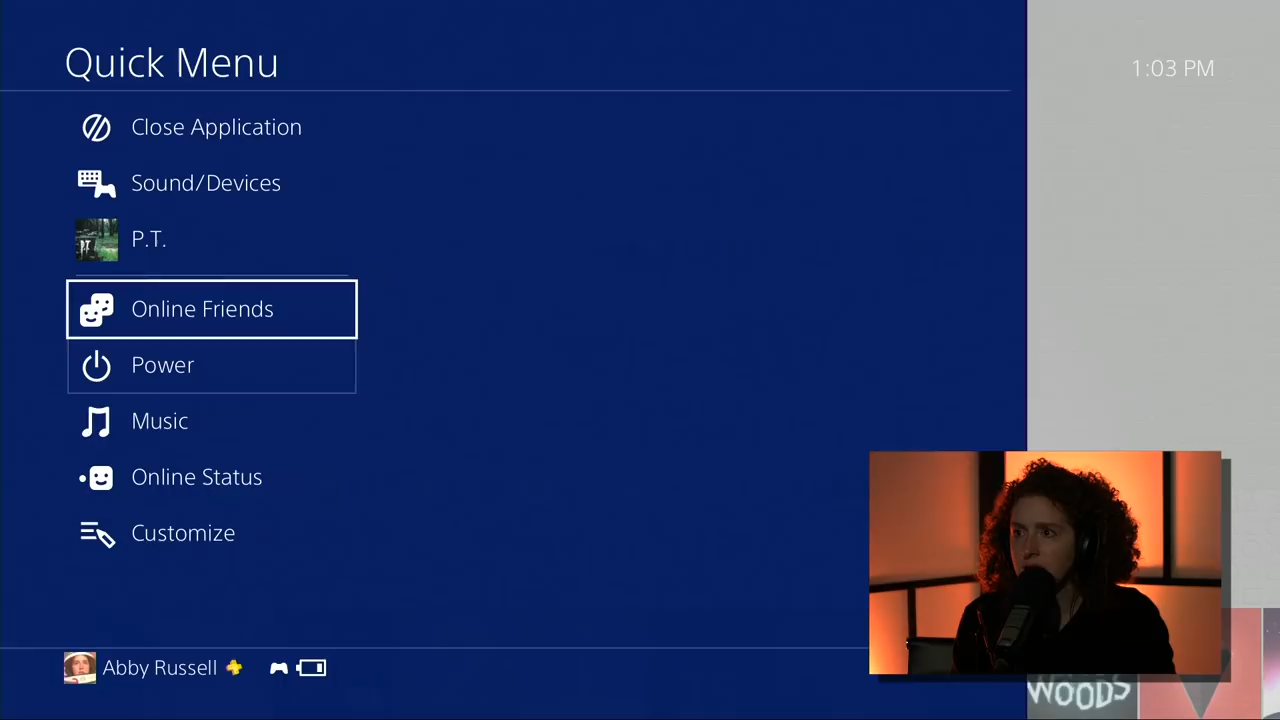 Quick Menu
1:03 PM
Close Application
Sound/Devices
P.T.
Online Friends
Power
Music
Online Status
Customize
Abby Russell
WOODS